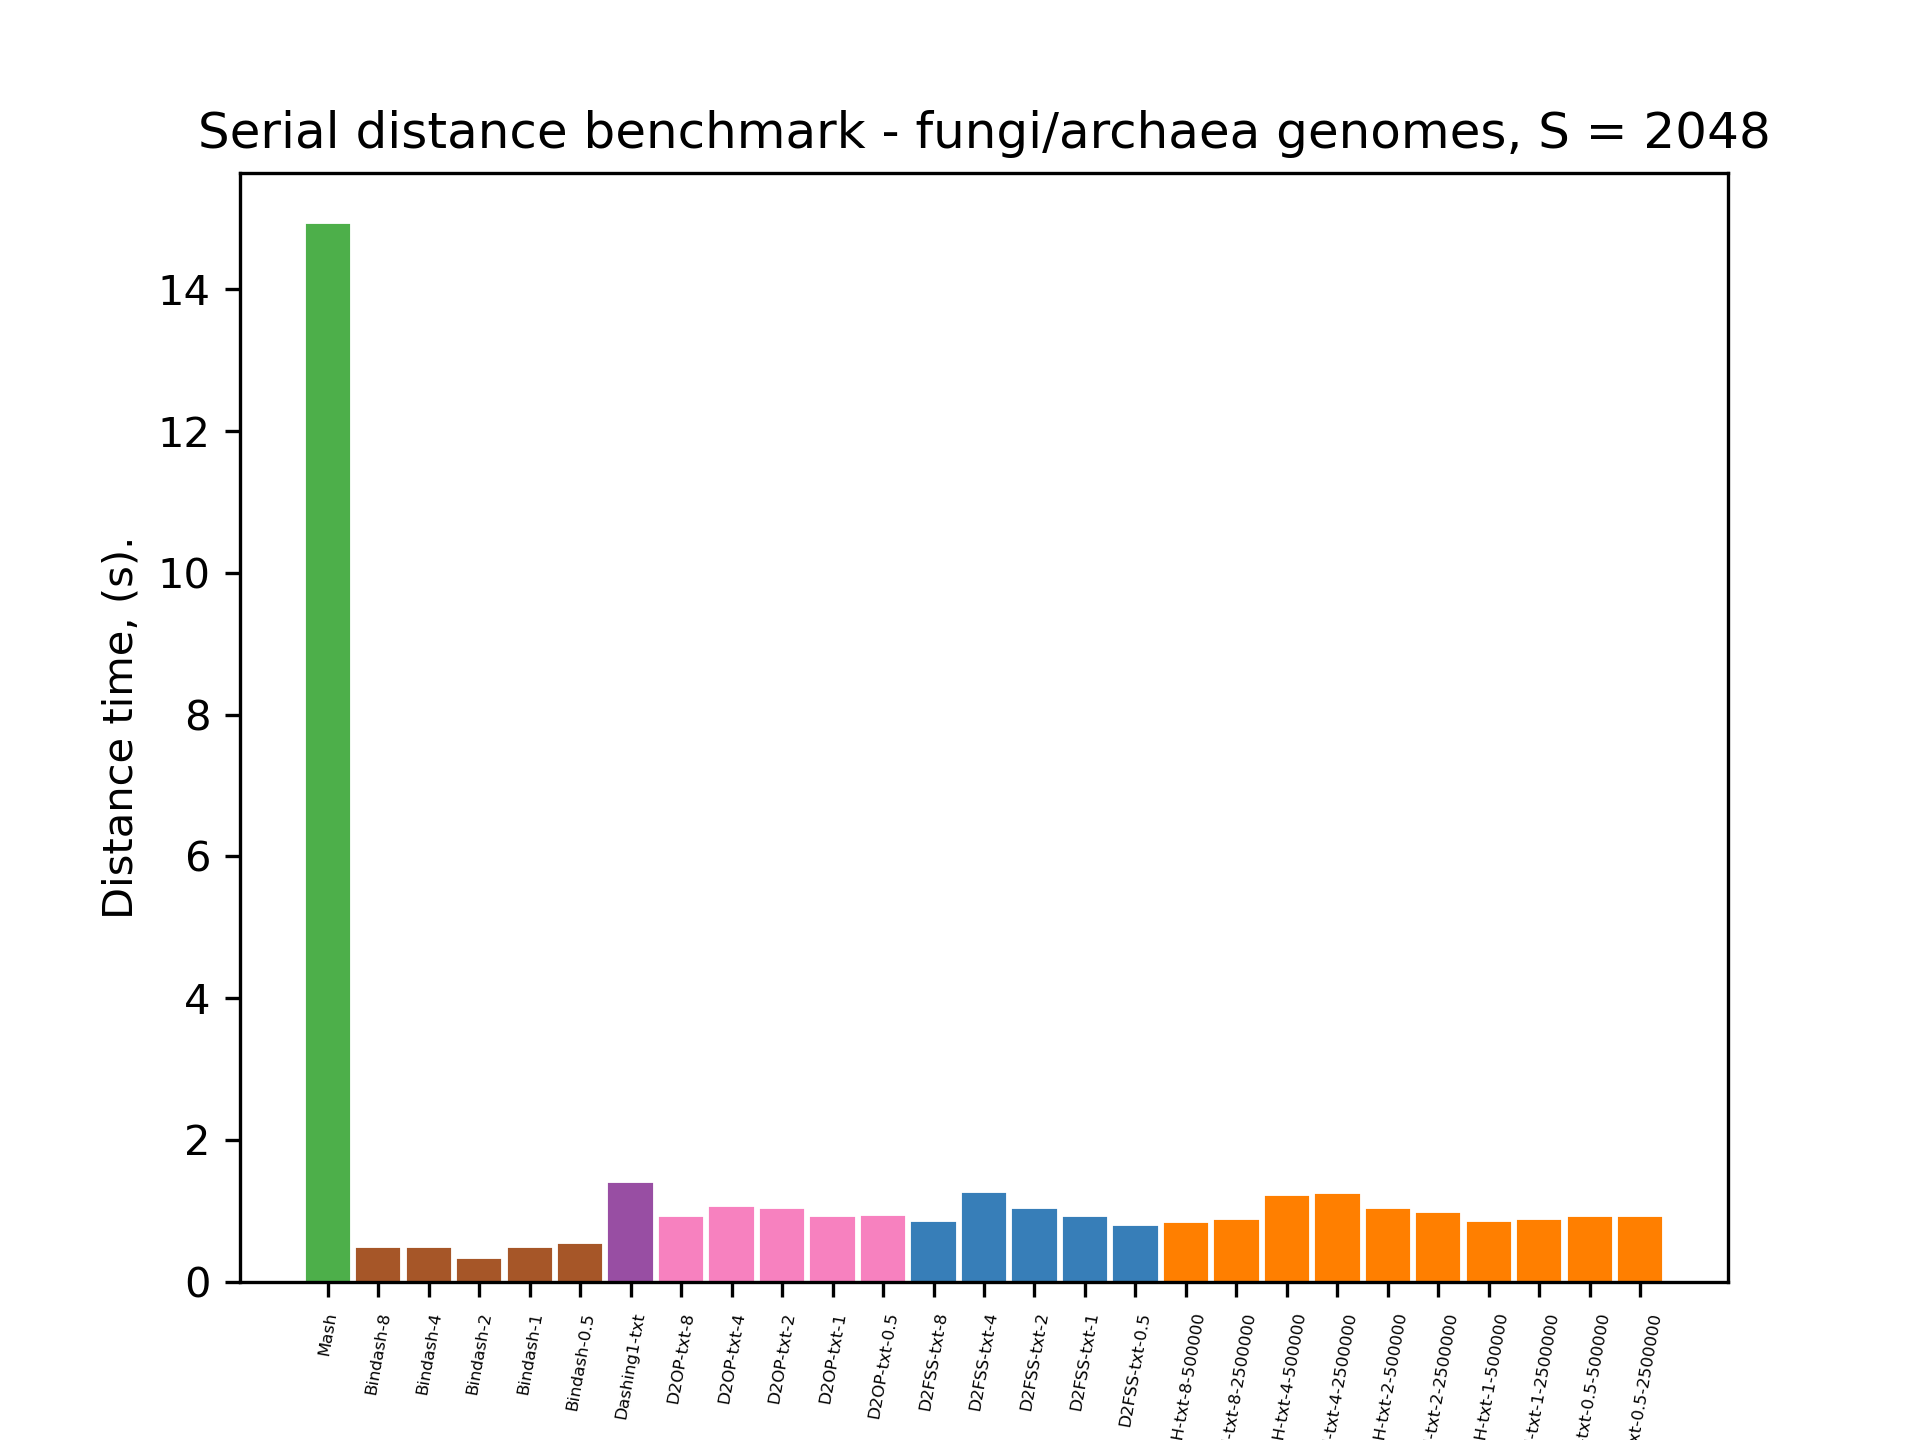 Serial distance benchmark - fungi/archaea genomes, S = 2048
Distance time, (s).
14
12
10
8
6
4
2
0
Mash
Bindash-8
Bindash-4
Bindash-2
Bindash-1
Bindash-0.5
Dashing1-txt
D2OP-txt-8
D2OP-txt-4
D2OP-txt-2
D2OP-txt-1
D2OP-txt-0.5
D2FSS-txt-8
D2FSS-txt-4
D2FSS-txt-2
D2FSS-txt-1
D2FSS-txt-0.5
H-txt-8-500000
-txt-8-2500000
H-txt-4-500000
-txt-4-2500000
H-txt-2-500000
-txt-2-2500000
H-txt-1-500000
-txt-1-2500000
txt-0.5-500000
xt-0.5-2500000